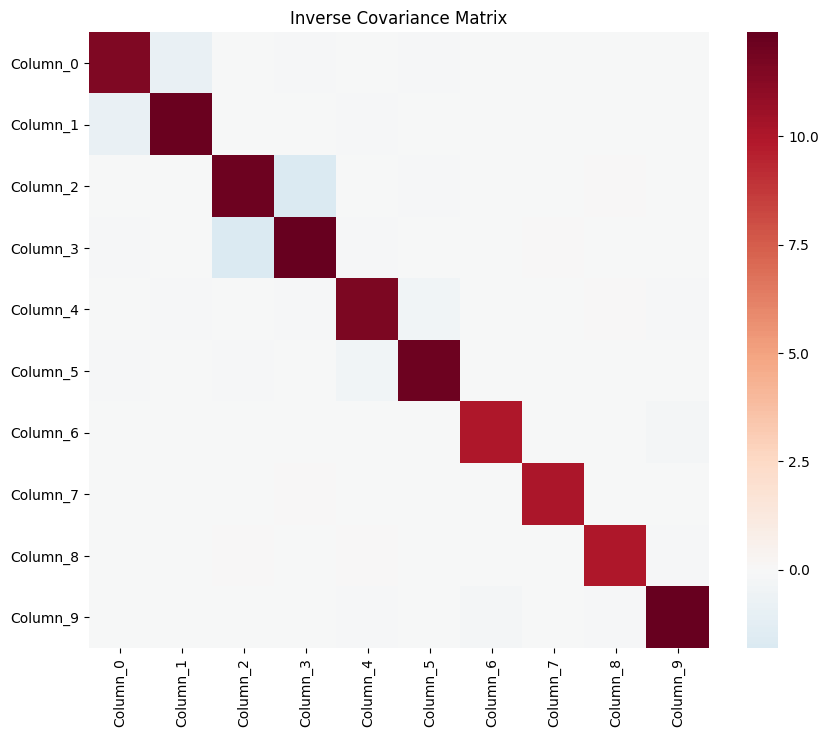 Inverse Covariance Matrix
Column_0
Column_1
Column_2
Column_3
Column_4
Column_5
Column_6
Column_7
Column_8
Column_9
Column_0
Column_1
Column_2
Column_3
Column_4
Column_5
Column_6
Column_7
Column_8
Column_9
10.0
7.5
5.0
2.5
0.0